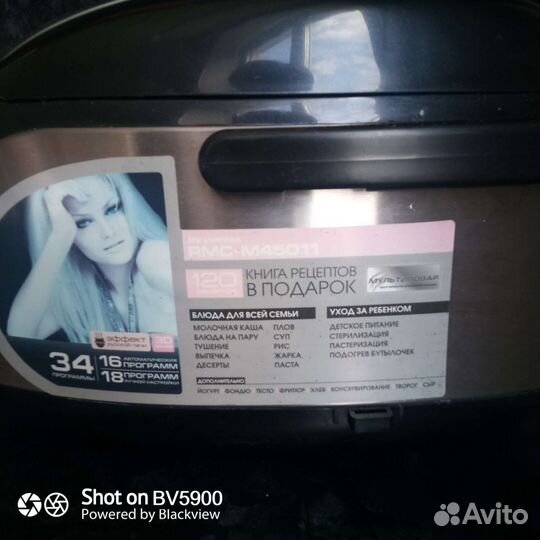 RMC-M45011
120
КНИГА РЕЦЕПТОВ
В ПОДАРОК
МУЛЬТИПОВАР
БЛЮДА ДЛЯ ВСЕЙ СЕМЬИ
МОЛОЧНАЯ КАША ПЛОВ
БЛЮДА НА ПАРУ СУП
ТУШЕНИЕ РИС
ВЫПЕЧКА ЖАРКА
ДЕСЕРТЫ ПАСТА
УХОД ЗА РЕБЕНКОМ
ДЕТСКОЕ ПИТАНИЕ
СТЕРИЛИЗАЦИЯ
ПАСТЕРИЗАЦИЯ
ПОДОГРЕВ БУТЫЛОЧЕК
ДОПОЛНИТЕЛЬНО
ЙОГУРТ ФОНДЮ ТЕСТО ФРИТЮР ХЛЕБ КОНСЕРВИРОВАНИЕ ТВОРОГ СЫР
эффект
3D
34
ПРОГРАММЫ
16 АВТОМАТИЧЕСКИХ
ПРОГРАММ
18 ПРОГРАММ
РУЧНОЙ НАСТРОЙКИ
Shot on BV5900
Powered by Blackview
Avito